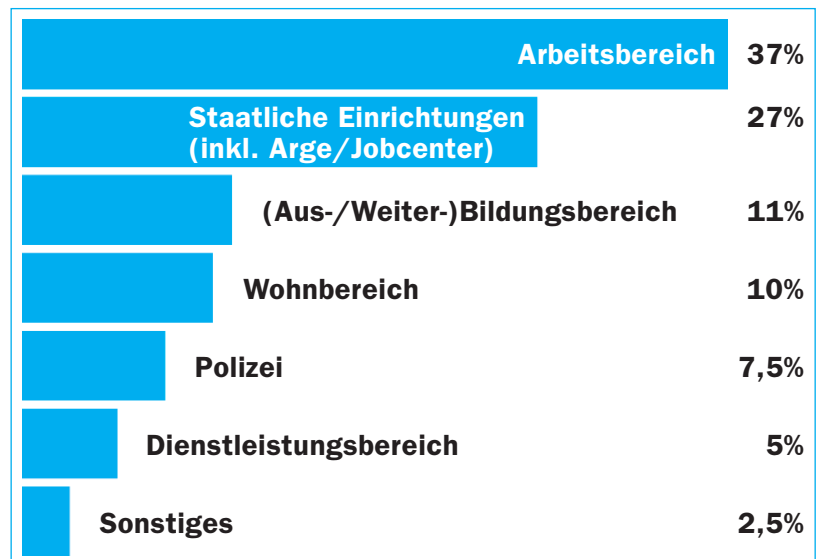 Arbeitsbereich 37%
Staatliche Einrichtungen 27%
(inkl. Arge/Jobcenter)
(Aus-/Weiter-)Bildungsbereich 11%
Wohnbereich 10%
Polizei 7,5%
Dienstleistungsbereich 5%
Sonstiges 2,5%